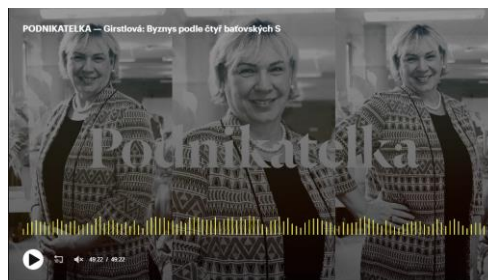 PODNIKATELKA — Girstlová: Byznys podle čtyř baťovských S
Podnikatelka
49:22 / 49:22